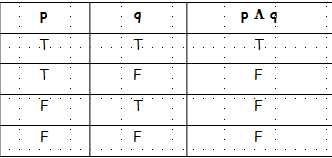 p q p Λ q
T T T
T F F
F T F
F F F